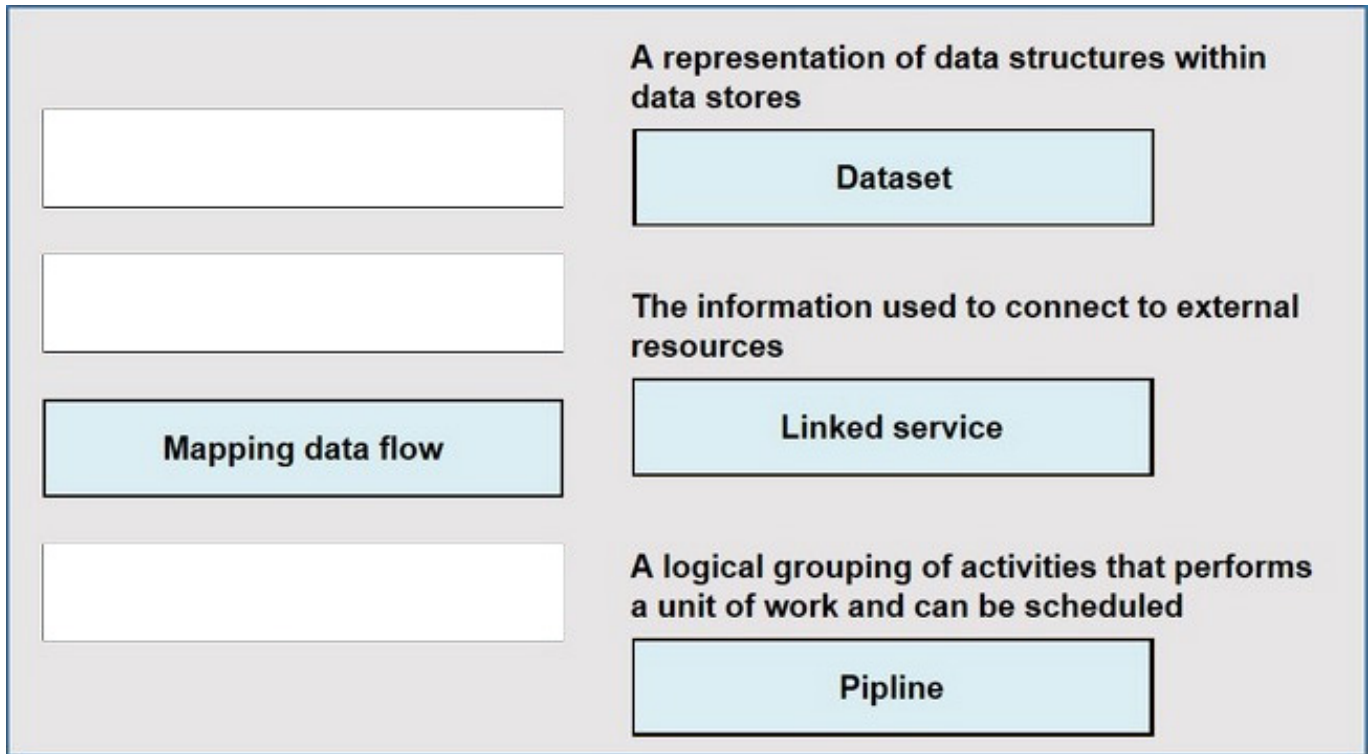 A representation of data structures within
data stores
Dataset
The information used to connect to external
resources
Mapping data flow
Linked service
A logical grouping of activities that performs
a unit of work and can be scheduled
Pipline